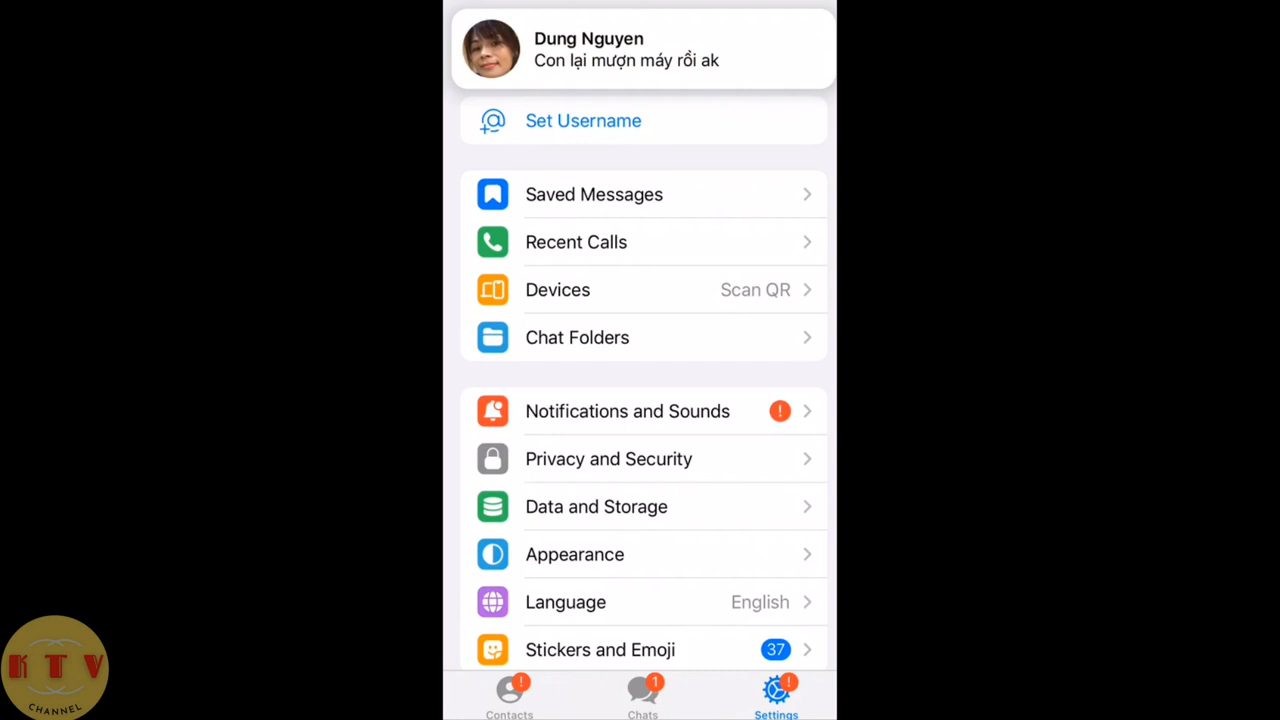 Dung Nguyen
Con lại mượn máy rồi ak
Set Username
Saved Messages
Recent Calls
Devices Scan QR
Chat Folders
Notifications and Sounds !
Privacy and Security
Data and Storage
Appearance
Language English
Stickers and Emoji 37
! 1 !
Contacts Chats Settings
KTV
CHANNEL